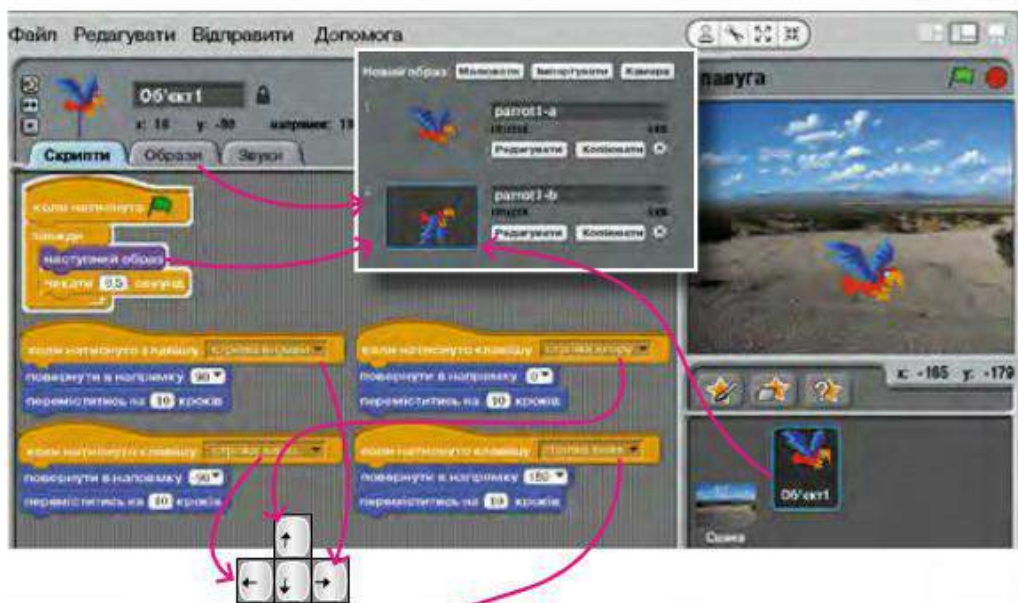 Файл Редагувати Відправити Допомога
Новий образ Малювати Імпортувати Камера
папуга
Об'єкт1
x: 16 y: -80 напрямок:
Скрипти Образи Звуки
1
parrot1-a
Редагувати Копіювати
parrot1-b
Редагувати Копіювати
коли натиснуто
завжди
наступний образ
чекати 0,5 секунд
коли натиснуто клавішу стрілка вправо
повернути в напрямку 90
переміститись на 10 кроків
коли натиснуто клавішу стрілка вгору
повернути в напрямку 0
переміститись на 10 кроків
коли натиснуто клавішу стрілка вліво
повернути в напрямку -90
переміститись на 10 кроків
коли натиснуто клавішу стрілка вниз
повернути в напрямку 180
переміститись на 10 кроків
x: -165 y: -179
Об'єкт1
Сцена
↑
← ↓ →